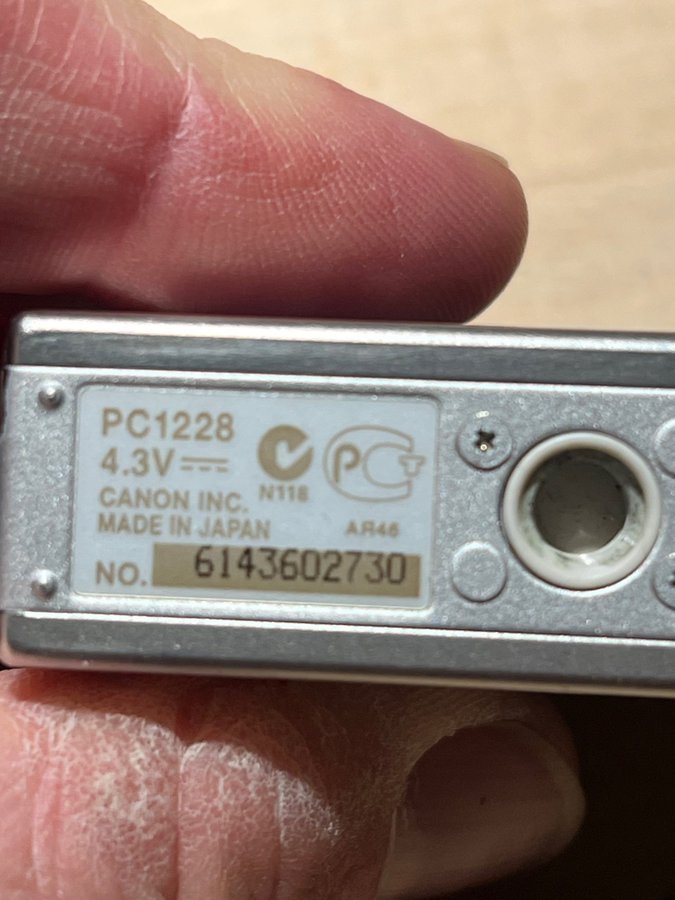 PC1228
4.3V
N118
CANON INC.
MADE IN JAPAN
AR46
NO. 6143602730